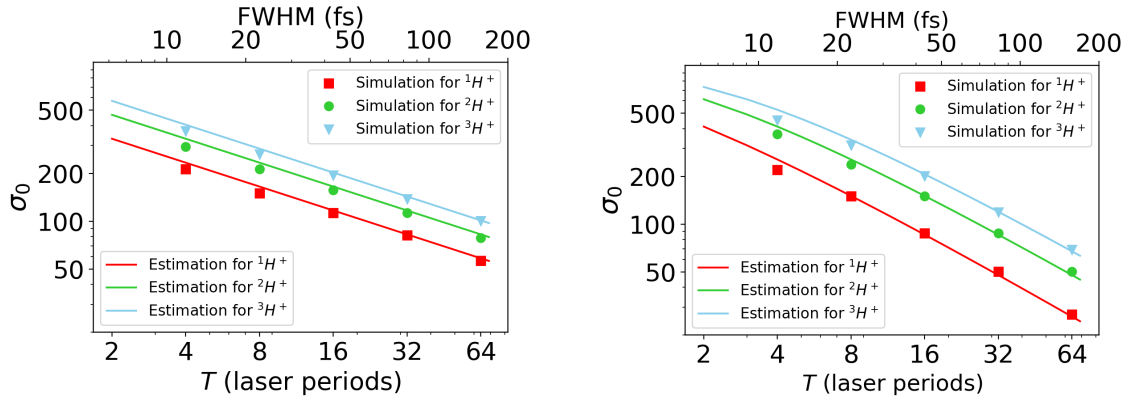 FWHM (fs)
10 20 50 100 200
σ₀
500
200
100
50
Simulation for ¹H⁺
Simulation for ²H⁺
Simulation for ³H⁺
Estimation for ¹H⁺
Estimation for ²H⁺
Estimation for ³H⁺
2 4 8 16 32 64
T (laser periods)
FWHM (fs)
10 20 50 100 200
σ₀
500
200
100
50
Simulation for ¹H⁺
Simulation for ²H⁺
Simulation for ³H⁺
Estimation for ¹H⁺
Estimation for ²H⁺
Estimation for ³H⁺
2 4 8 16 32 64
T (laser periods)